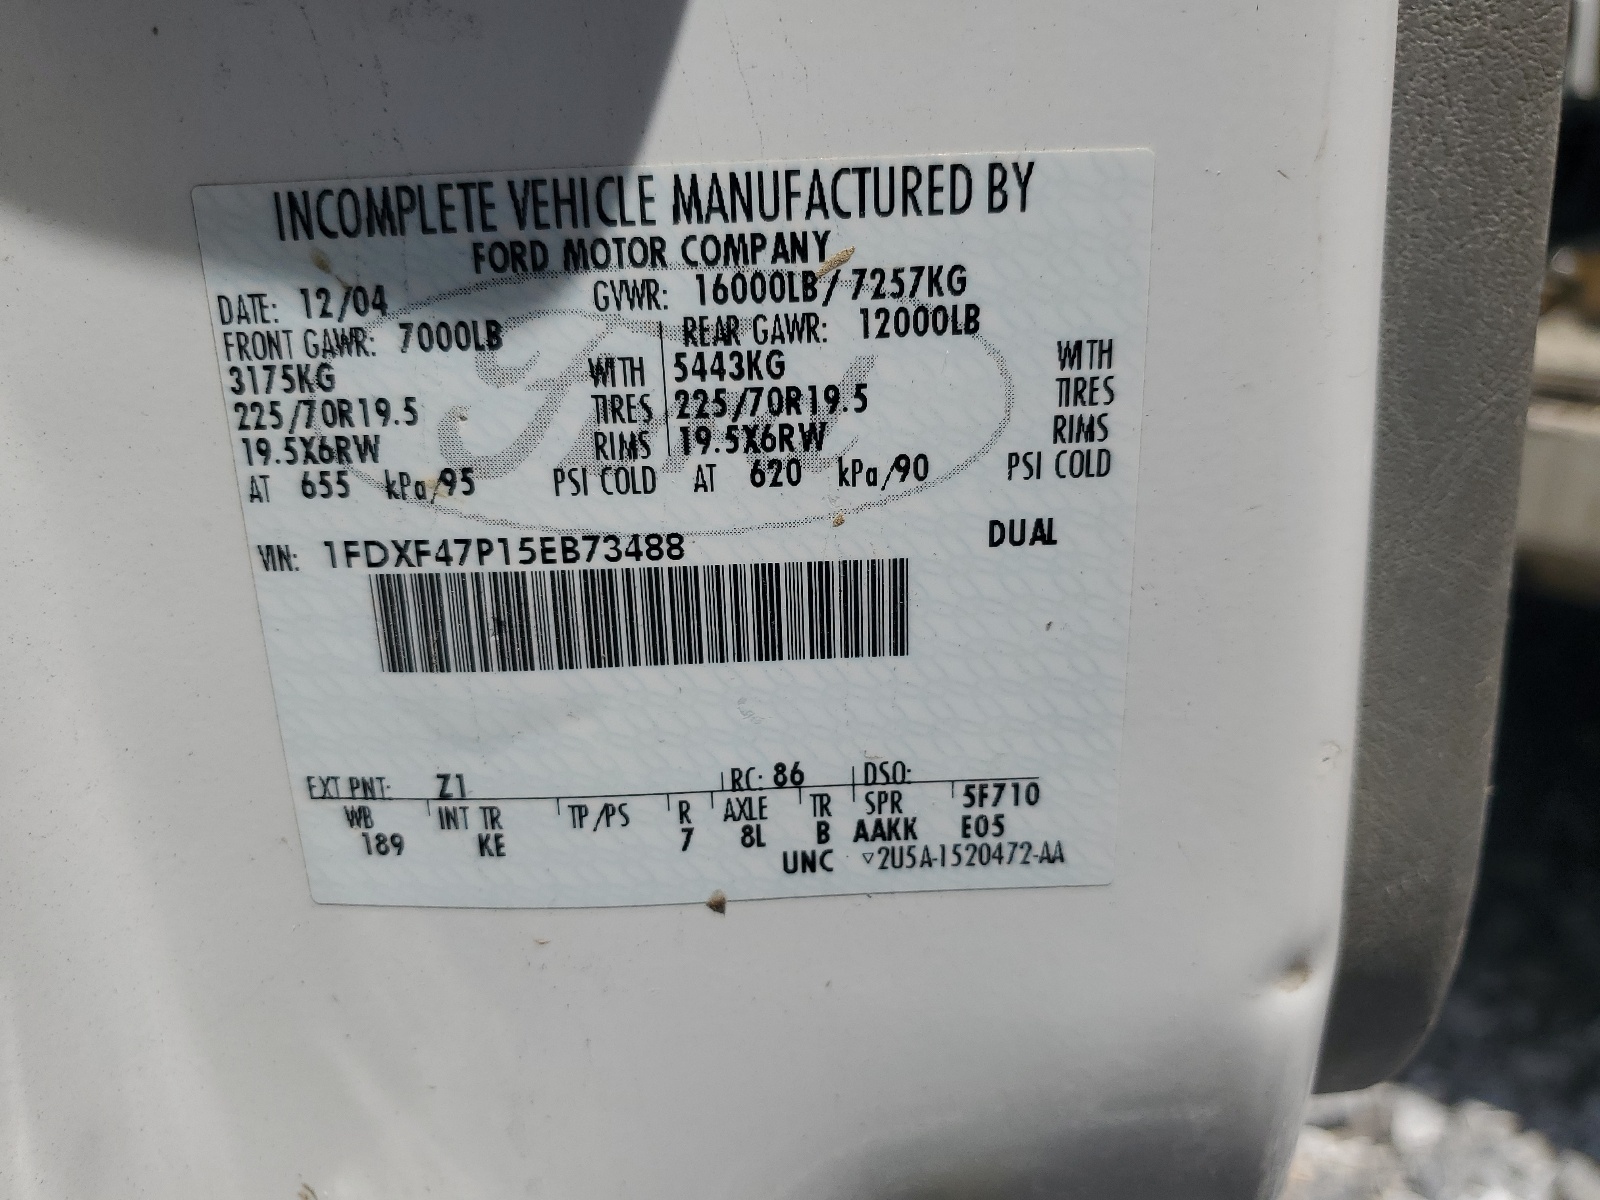 INCOMPLETE VEHICLE MANUFACTURED BY
FORD MOTOR COMPANY
DATE: 12/04 GVWR: 16000LB/7257KG
FRONT GAWR: 7000LB REAR GAWR: 12000LB
3175KG WITH 5443KG WITH
225/70R19.5 TIRES 225/70R19.5 TIRES
19.5X6RW RIMS 19.5X6RW RIMS
AT 655 kPa/95 PSI COLD AT 620 kPa/90 PSI COLD
VIN: 1FDXF47P15EB73488 DUAL
EXT PNT: Z1 RC: 86 DSO:
WB INT TR TP/PS R AXLE TR SPR 5F710
189 KE 7 8L B AAKK E05
UNC ▽2U5A-1520472-AA